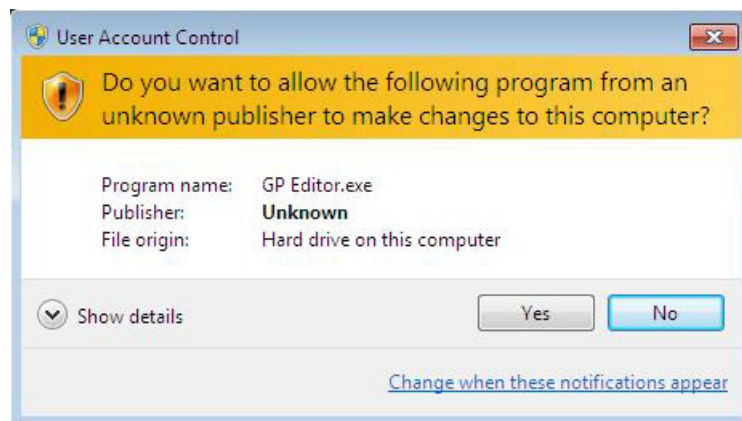 User Account Control
Do you want to allow the following program from an
unknown publisher to make changes to this computer?
Program name: GP Editor.exe
Publisher: Unknown
File origin: Hard drive on this computer
Show details
Yes No
Change when these notifications appear